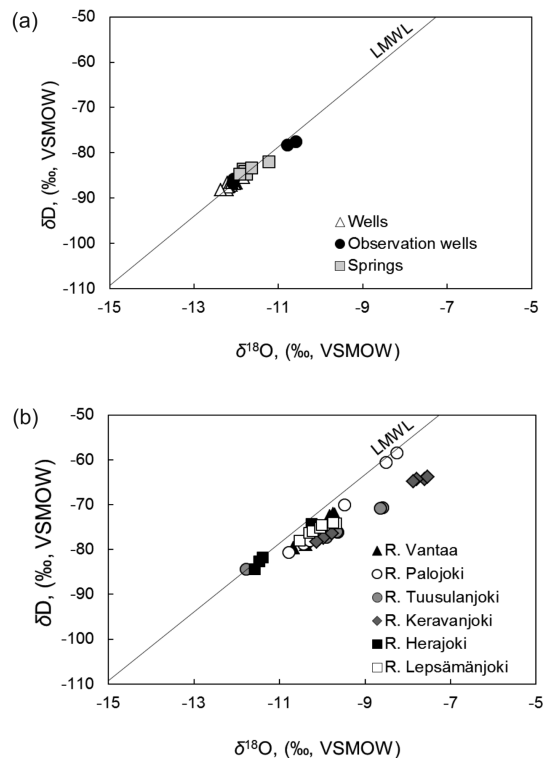 (a)
-50
-60
-70
-80
-90
-100
-110
δD, (‰, VSMOW)
LMWL
Wells
Observation wells
Springs
-15 -13 -11 -9 -7 -5
δ¹⁸O, (‰, VSMOW)
(b)
-50
-60
-70
-80
-90
-100
-110
δD, (‰, VSMOW)
LMWL
R. Vantaa
R. Palojoki
R. Tuusulanjoki
R. Keravanjoki
R. Herajoki
R. Lepsämänjoki
-15 -13 -11 -9 -7 -5
δ¹⁸O, (‰, VSMOW)